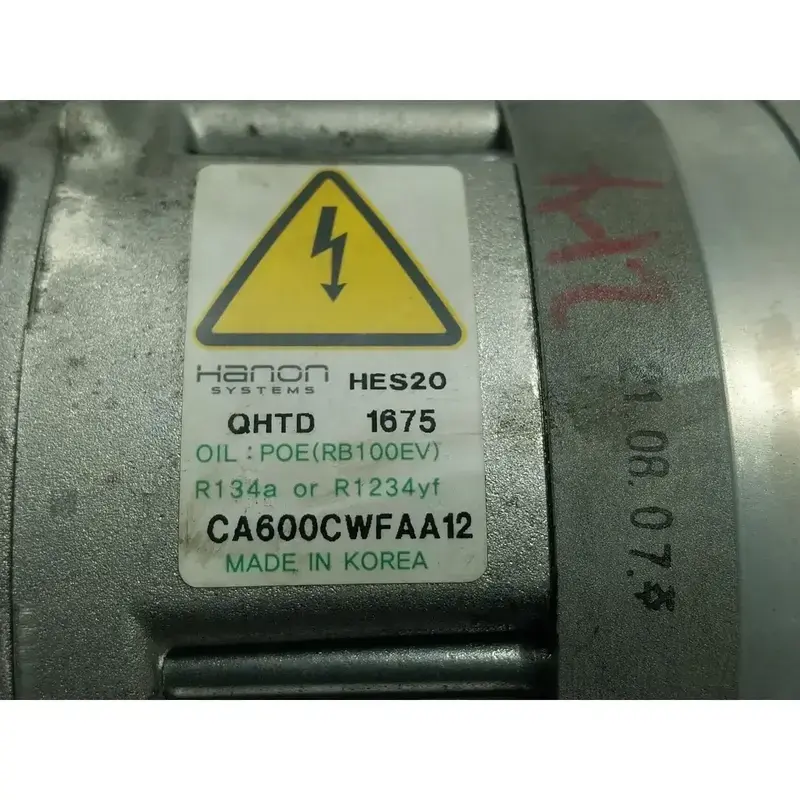 Hanon
SYSTEMS
HES20
QHTD 1675
OIL : POE(RB100EV)
R134a or R1234yf
CA600CWFAA12
MADE IN KOREA
21.08.07.